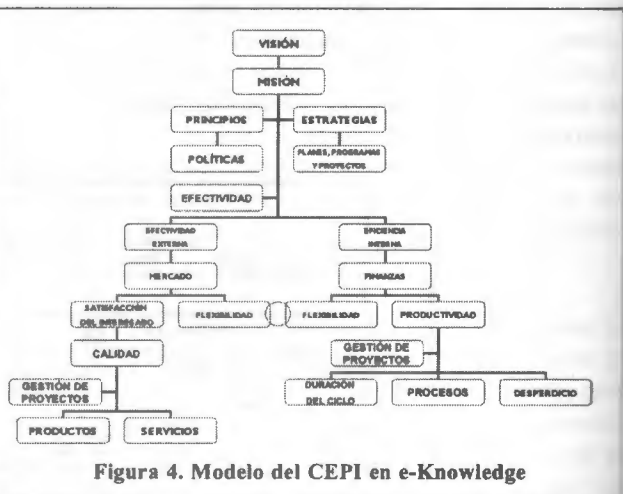 VISIÓN
MISIÓN
PRINCIPIOS
ESTRATEGIAS
POLÍTICAS
PLANES, PROGRAMAS
Y PROYECTOS
EFECTIVIDAD
EFECTIVIDAD
EXTERNA
EFICIENCIA
INTERNA
MERCADO
FINANZAS
SATISFACCIÓN
DEL INTERESADO
FLEXIBILIDAD
FLEXIBILIDAD
PRODUCTIVIDAD
CALIDAD
GESTIÓN DE
PROYECTOS
GESTIÓN DE
PROYECTOS
DURACIÓN
DEL CICLO
PROCESOS
DESPERDICIO
PRODUCTOS
SERVICIOS
Figura 4. Modelo del CEPI en e-Knowledge